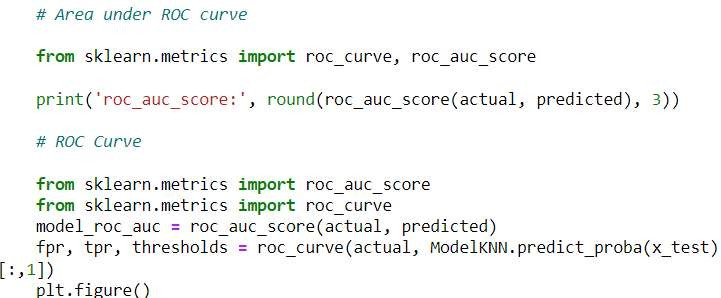 # Area under ROC curve
from sklearn.metrics import roc_curve, roc_auc_score
print('roc_auc_score:', round(roc_auc_score(actual, predicted), 3))
# ROC Curve
from sklearn.metrics import roc_auc_score
from sklearn.metrics import roc_curve
model_roc_auc = roc_auc_score(actual, predicted)
fpr, tpr, thresholds = roc_curve(actual, ModelKNN.predict_proba(x_test)
[:,1])
plt.figure()